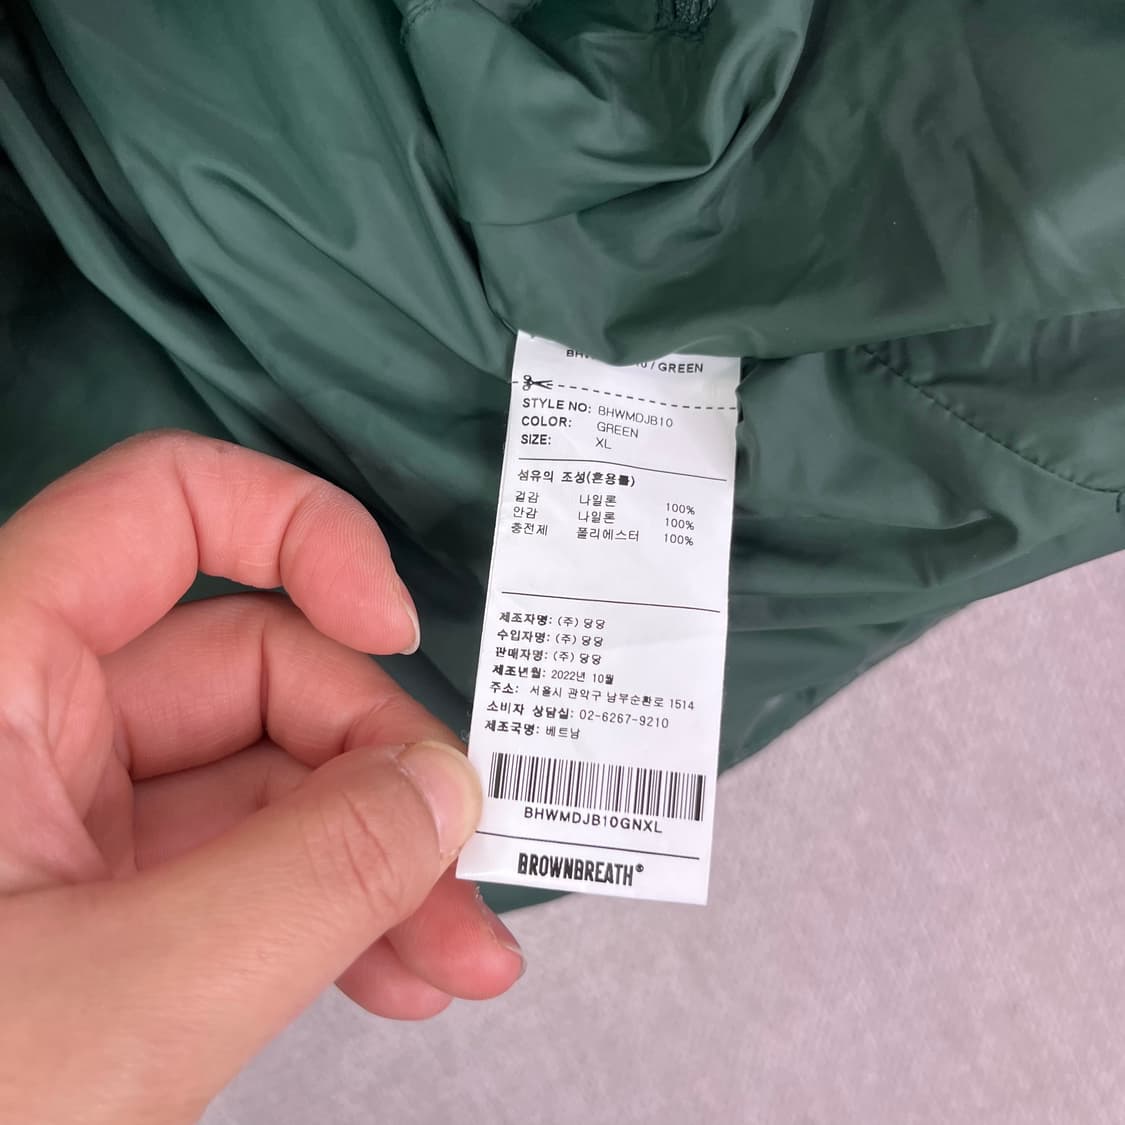 /GREEN
STYLE NO: BHWMDJB10
COLOR: GREEN
SIZE: XL
섬유의 조성(혼용률)
겉감 나일론 100%
안감 나일론 100%
충전제 폴리에스터 100%
제조자명: (주) 당당
수입자명: (주) 당당
판매자명: (주) 당당
제조년월: 2022년 10월
주소: 서울시 관악구 남부순환로 1514
소비자 상담실: 02-6267-9210
제조국명: 베트남
BHWMDJB10GNXL
BROWNBREATH®